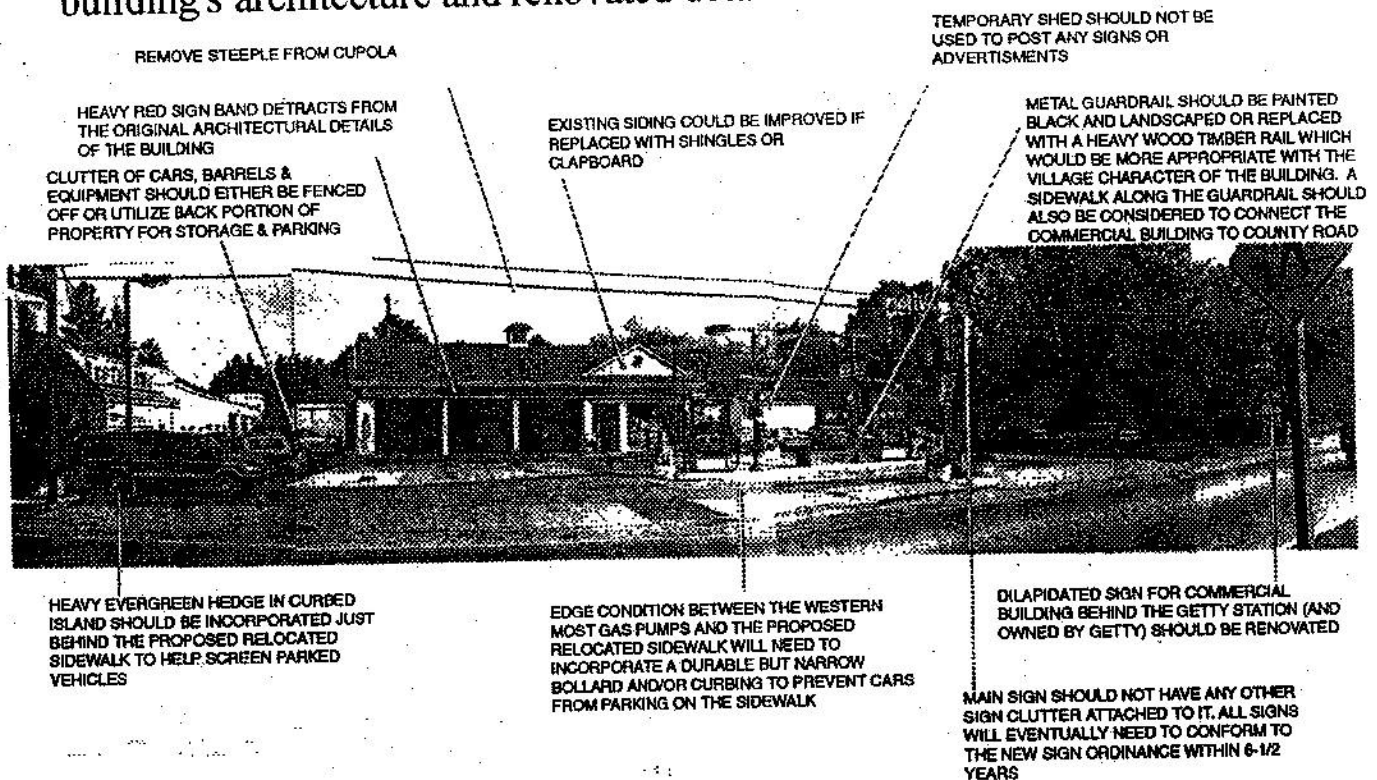 building's architecture and renovated
TEMPORARY SHED SHOULD NOT BE
USED TO POST ANY SIGNS OR
ADVERTISMENTS
REMOVE STEEPLE FROM CUPOLA
HEAVY RED SIGN BAND DETRACTS FROM
THE ORIGINAL ARCHITECTURAL DETAILS
OF THE BUILDING
EXISTING SIDING COULD BE IMPROVED IF
REPLACED WITH SHINGLES OR
CLAPBOARD
METAL GUARDRAIL SHOULD BE PAINTED
BLACK AND LANDSCAPED OR REPLACED
WITH A HEAVY WOOD TIMBER RAIL WHICH
WOULD BE MORE APPROPRIATE WITH THE
VILLAGE CHARACTER OF THE BUILDING. A
SIDEWALK ALONG THE GUARDRAIL SHOULD
ALSO BE CONSIDERED TO CONNECT THE
COMMERCIAL BUILDING TO COUNTY ROAD
CLUTTER OF CARS, BARRELS &
EQUIPMENT SHOULD EITHER BE FENCED
OFF OR UTILIZE BACK PORTION OF
PROPERTY FOR STORAGE & PARKING
HEAVY EVERGREEN HEDGE IN CURBED
ISLAND SHOULD BE INCORPORATED JUST
BEHIND THE PROPOSED RELOCATED
SIDEWALK TO HELP SCREEN PARKED
VEHICLES
EDGE CONDITION BETWEEN THE WESTERN
MOST GAS PUMPS AND THE PROPOSED
RELOCATED SIDEWALK WILL NEED TO
INCORPORATE A DURABLE BUT NARROW
BOLLARD AND/OR CURBING TO PREVENT CARS
FROM PARKING ON THE SIDEWALK
DILAPIDATED SIGN FOR COMMERCIAL
BUILDING BEHIND THE GETTY STATION (AND
OWNED BY GETTY) SHOULD BE RENOVATED
MAIN SIGN SHOULD NOT HAVE ANY OTHER
SIGN CLUTTER ATTACHED TO IT. ALL SIGNS
WILL EVENTUALLY NEED TO CONFORM TO
THE NEW SIGN ORDINANCE WITHIN 6-1/2
YEARS